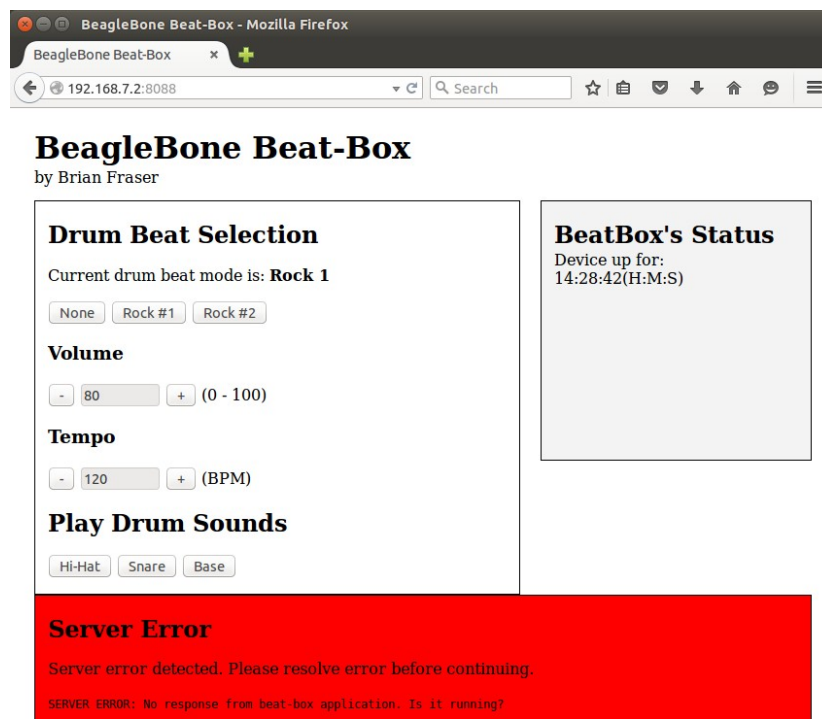 BeagleBone Beat-Box - Mozilla Firefox
BeagleBone Beat-Box
192.168.7.2:8088
Search
BeagleBone Beat-Box
by Brian Fraser
Drum Beat Selection
Current drum beat mode is: Rock 1
None Rock #1 Rock #2
Volume
- 80 + (0 - 100)
Tempo
- 120 + (BPM)
Play Drum Sounds
Hi-Hat Snare Base
BeatBox's Status
Device up for:
14:28:42(H:M:S)
Server Error
Server error detected. Please resolve error before continuing.
SERVER ERROR: No response from beat-box application. Is it running?